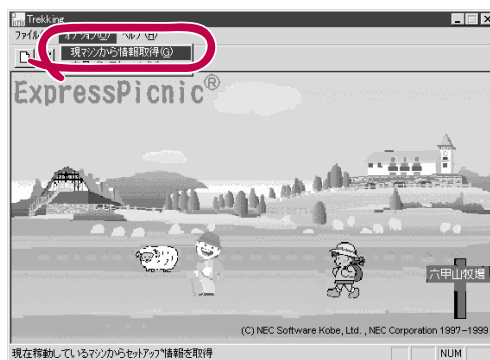 Trekking
ファイル オプション(O) ヘルプ(H)
現マシンから情報取得(G)
ExpressPicnic®
六甲山牧場
(C) NEC Software Kobe, Ltd. , NEC Corporation 1997-1999
現在稼動しているマシンからセットアップ情報を取得
NUM